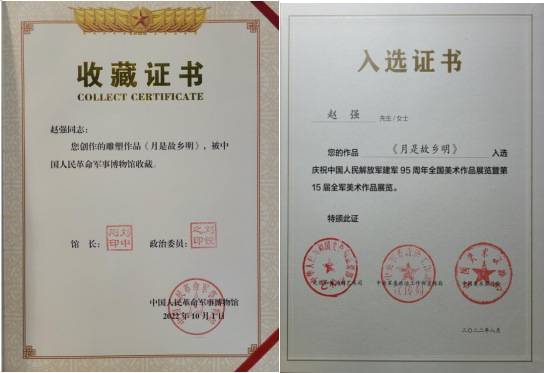 收藏证书
COLLECT CERTIFICATE
赵强同志：
您创作的雕塑作品《月是故乡明》，被中
国人民革命军事博物馆收藏。
馆 长：
政治委员：
中国人民革命军事博物馆
2022年10月1日
入选证书
赵 强 先生/女士
您的作品 《月是故乡明》 入选
庆祝中国人民解放军建军95周年全国美术作品展览暨第
15届全军美术作品展览。
特颁此证
二〇二二年八月